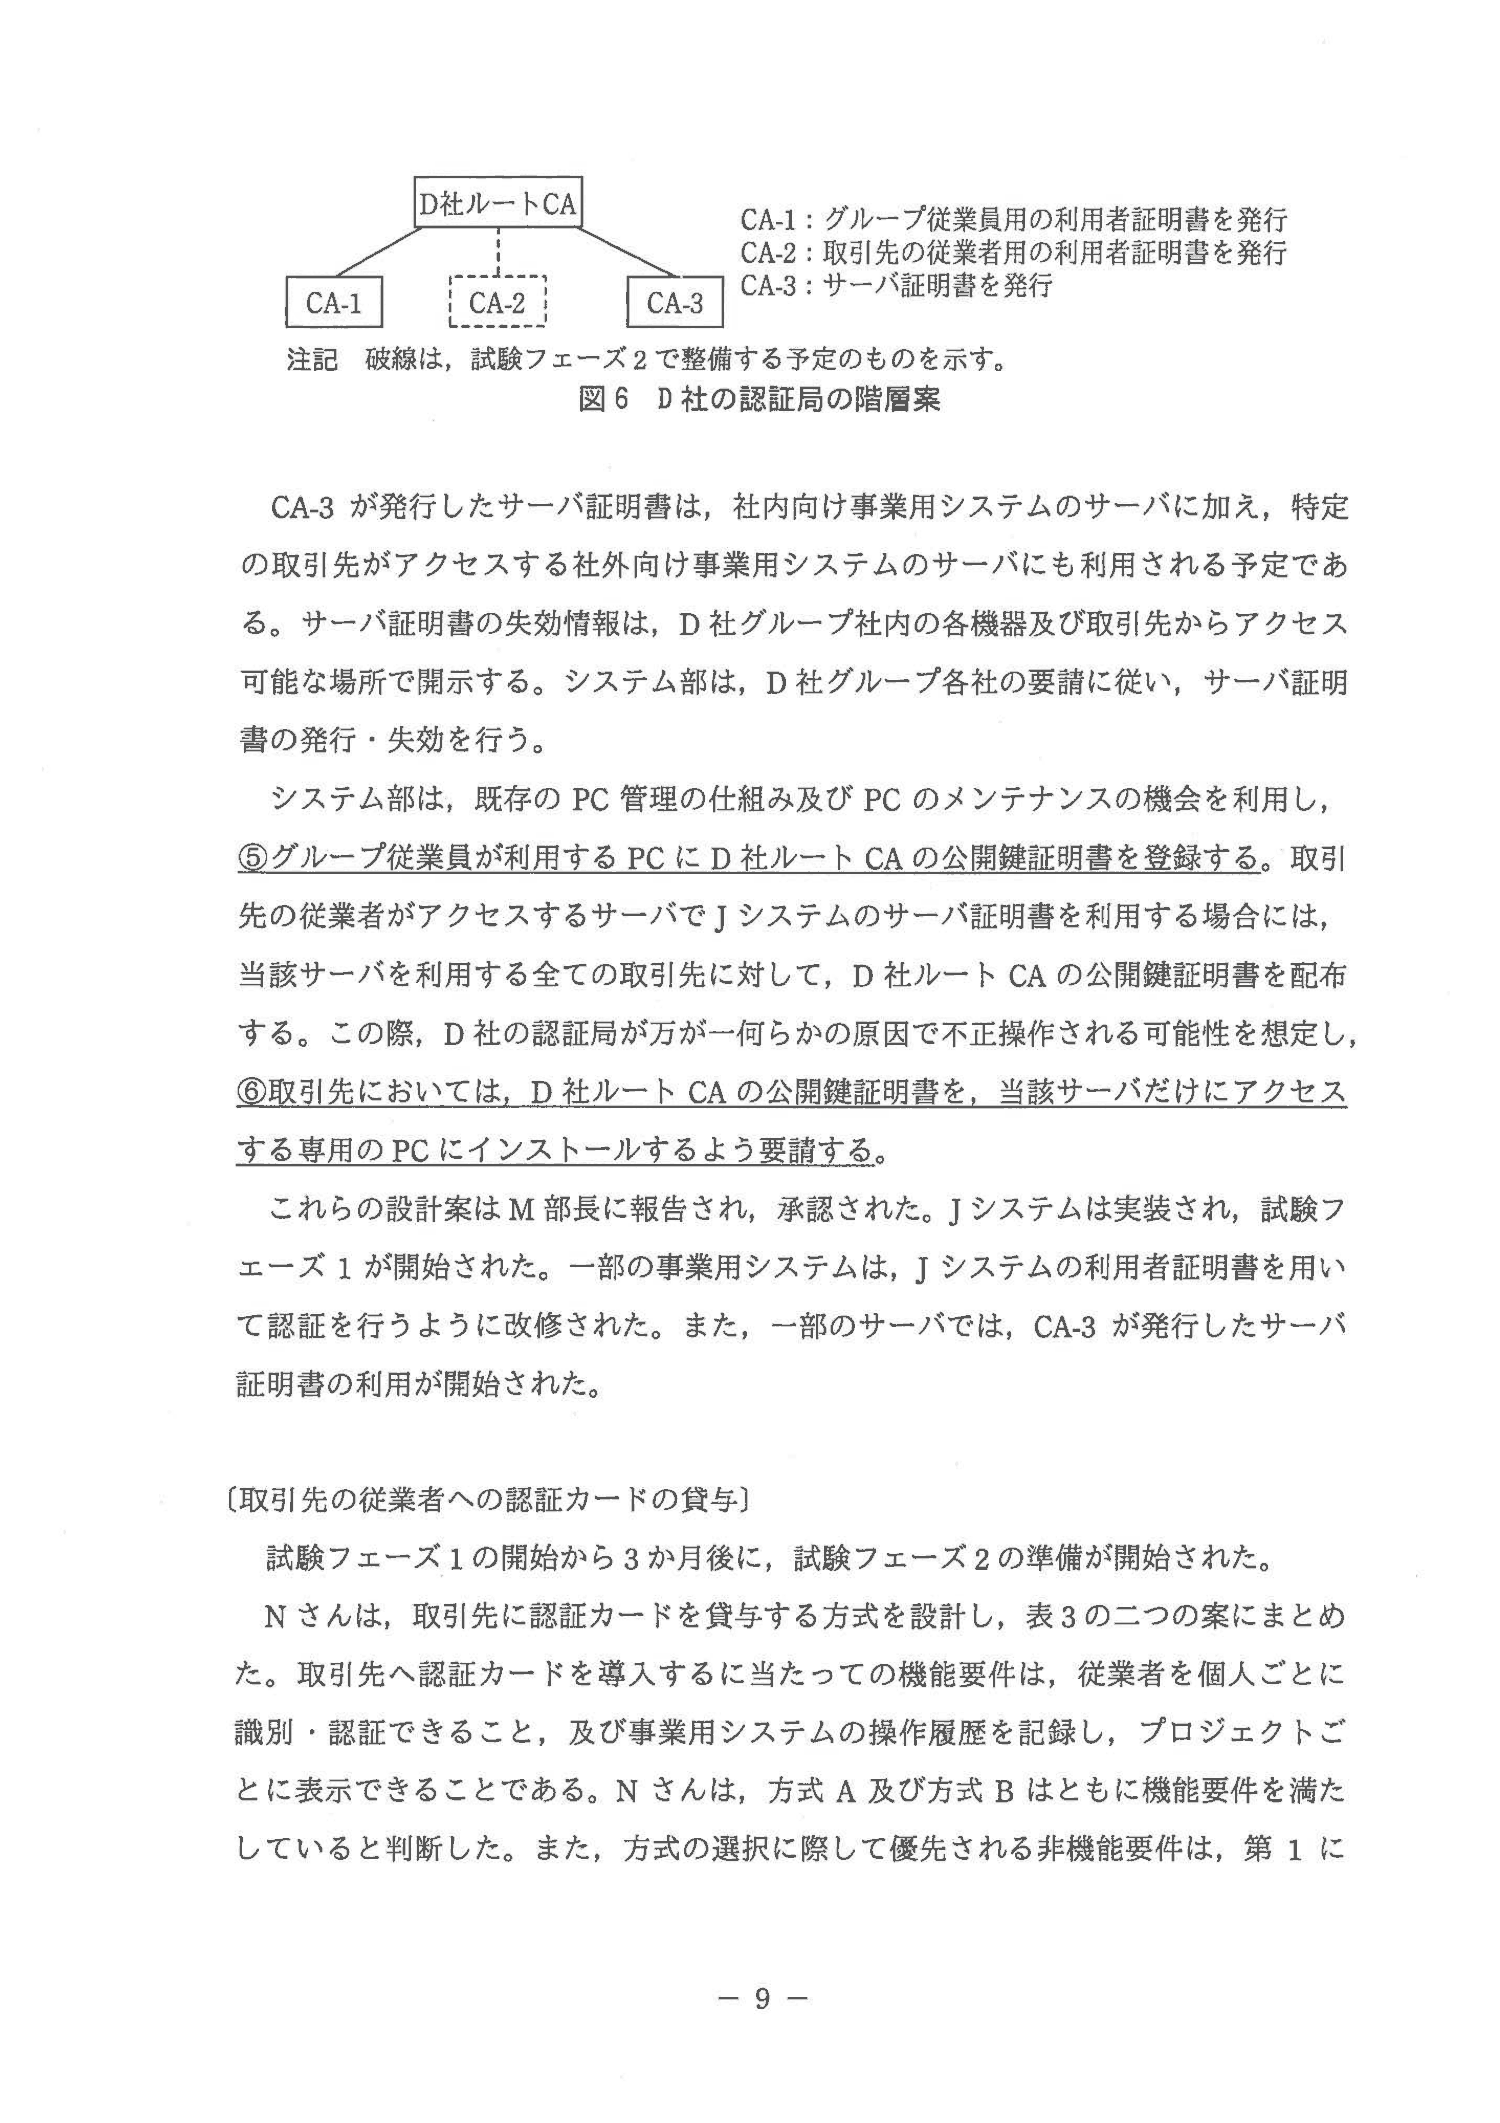 D社ルートCA
CA-1：グループ従業員用の利用者証明書を発行
CA-2：取引先の従業者用の利用者証明書を発行
CA-3：サーバ証明書を発行
CA-1
CA-2
CA-3
注記　破線は，試験フェーズ2で整備する予定のものを示す。
図6　D社の認証局の階層案
CA-3 が発行したサーバ証明書は，社内向け事業用システムのサーバに加え，特定
の取引先がアクセスする社外向け事業用システムのサーバにも利用される予定であ
る。サーバ証明書の失効情報は，D 社グループ社内の各機器及び取引先からアクセス
可能な場所で開示する。システム部は，D 社グループ各社の要請に従い，サーバ証明
書の発行・失効を行う。
システム部は，既存の PC 管理の仕組み及び PC のメンテナンスの機会を利用し，
⑤グループ従業員が利用する PC に D 社ルート CA の公開鍵証明書を登録する。取引
先の従業者がアクセスするサーバで J システムのサーバ証明書を利用する場合には，
当該サーバを利用する全ての取引先に対して，D 社ルート CA の公開鍵証明書を配布
する。この際，D 社の認証局が万が一何らかの原因で不正操作される可能性を想定し，
⑥取引先においては，D 社ルート CA の公開鍵証明書を，当該サーバだけにアクセス
する専用の PC にインストールするよう要請する。
これらの設計案は M 部長に報告され，承認された。J システムは実装され，試験フ
ェーズ 1 が開始された。一部の事業用システムは，J システムの利用者証明書を用い
て認証を行うように改修された。また，一部のサーバでは，CA-3 が発行したサーバ
証明書の利用が開始された。
〔取引先の従業者への認証カードの貸与〕
試験フェーズ 1 の開始から 3 か月後に，試験フェーズ 2 の準備が開始された。
N さんは，取引先に認証カードを貸与する方式を設計し，表 3 の二つの案にまとめ
た。取引先へ認証カードを導入するに当たっての機能要件は，従業者を個人ごとに
識別・認証できること，及び事業用システムの操作履歴を記録し，プロジェクトご
とに表示できることである。N さんは，方式 A 及び方式 B はともに機能要件を満た
していると判断した。また，方式の選択に際して優先される非機能要件は，第 1 に
－ 9 －